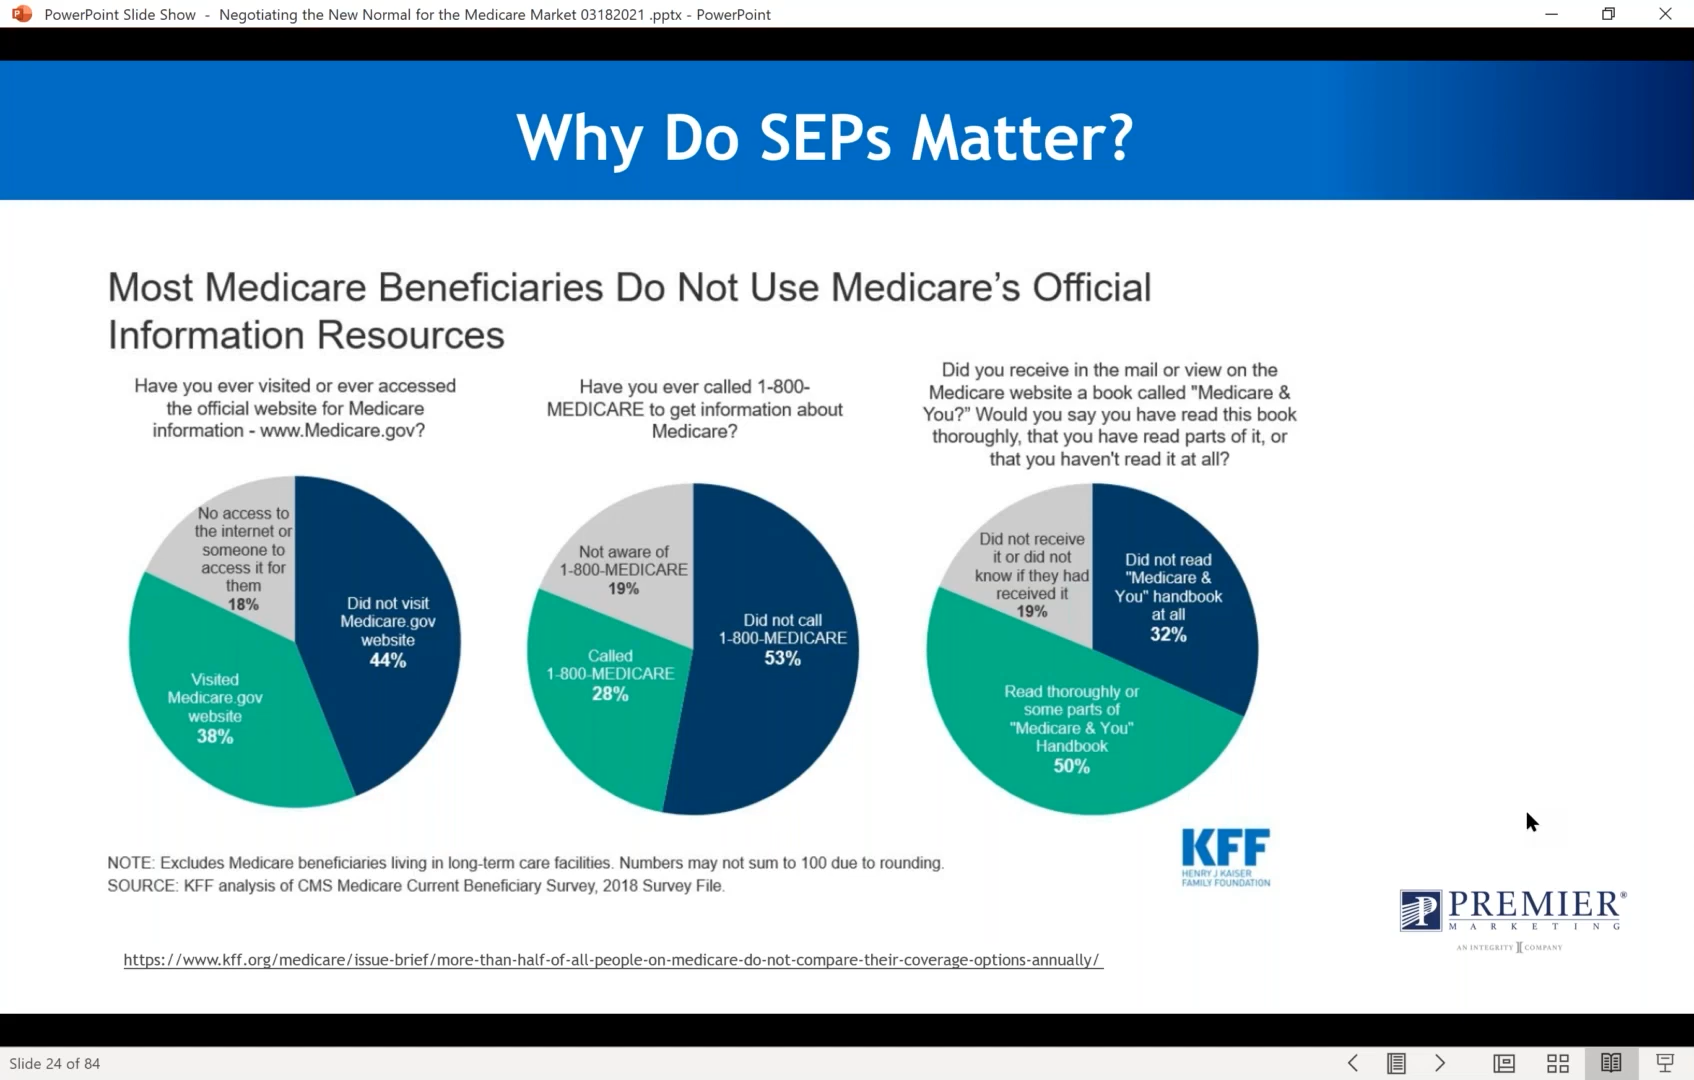 PowerPoint Slide Show - Negotiating the New Normal for the Medicare Market 03182021 .pptx - PowerPoint
Why Do SEPs Matter?
Most Medicare Beneficiaries Do Not Use Medicare’s Official
Information Resources
Have you ever visited or ever accessed
the official website for Medicare
information - www.Medicare.gov?
No access to
the internet or
someone to
access it for
them
18%
Did not visit
Medicare.gov
website
44%
Visited
Medicare.gov
website
38%
Have you ever called 1-800-
MEDICARE to get information about
Medicare?
Not aware of
1-800-MEDICARE
19%
Did not call
1-800-MEDICARE
53%
Called
1-800-MEDICARE
28%
Did you receive in the mail or view on the
Medicare website a book called "Medicare &
You?” Would you say you have read this book
thoroughly, that you have read parts of it, or
that you haven't read it at all?
Did not receive
it or did not
know if they had
received it
19%
Did not read
"Medicare &
You" handbook
at all
32%
Read thoroughly or
some parts of
"Medicare & You"
Handbook
50%
NOTE: Excludes Medicare beneficiaries living in long-term care facilities. Numbers may not sum to 100 due to rounding.
SOURCE: KFF analysis of CMS Medicare Current Beneficiary Survey, 2018 Survey File.
KFF
HENRY J KAISER
FAMILY FOUNDATION
PREMIER®
MARKETING
AN INTEGRITY COMPANY
https://www.kff.org/medicare/issue-brief/more-than-half-of-all-people-on-medicare-do-not-compare-their-coverage-options-annually/
Slide 24 of 84